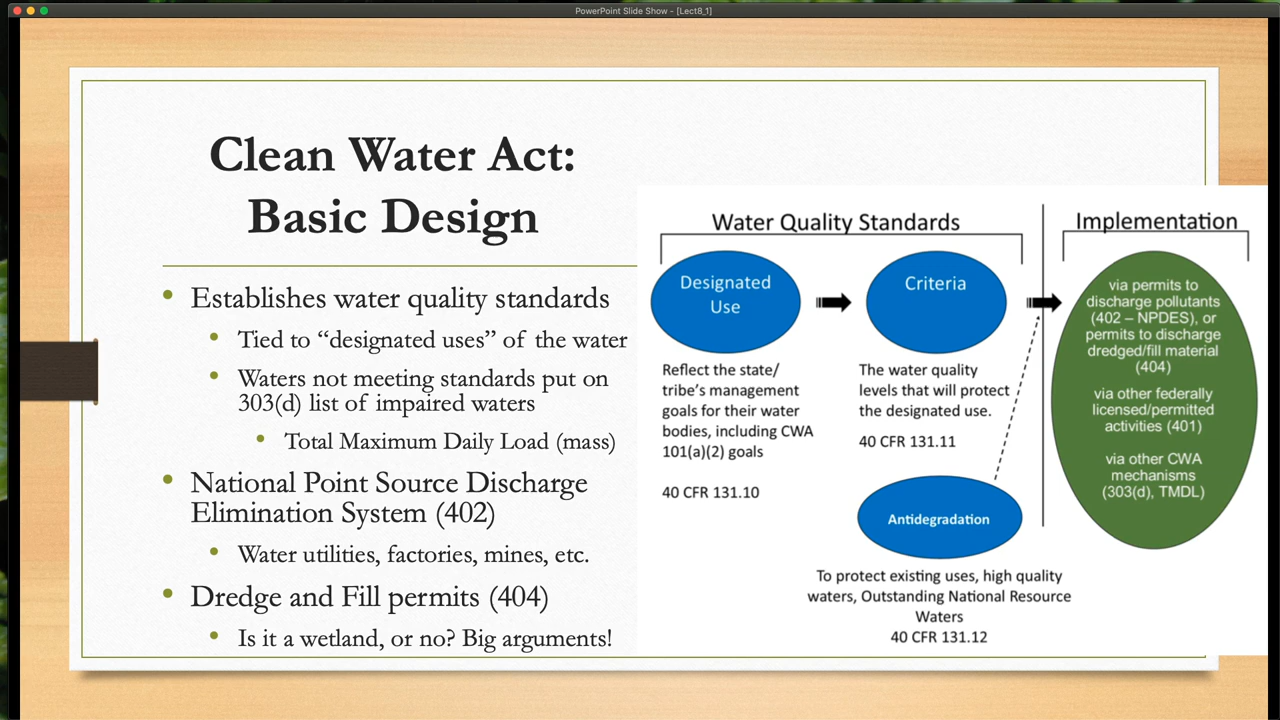 PowerPoint Slide Show - [Lect8_1]
Clean Water Act:
Basic Design
• Establishes water quality standards
• Tied to “designated uses” of the water
• Waters not meeting standards put on
303(d) list of impaired waters
• Total Maximum Daily Load (mass)
• National Point Source Discharge
Elimination System (402)
• Water utilities, factories, mines, etc.
• Dredge and Fill permits (404)
• Is it a wetland, or no? Big arguments!
Water Quality Standards
Designated
Use
Reflect the state/
tribe’s management
goals for their water
bodies, including CWA
101(a)(2) goals
40 CFR 131.10
Criteria
The water quality
levels that will protect
the designated use.
40 CFR 131.11
Antidegradation
To protect existing uses, high quality
waters, Outstanding National Resource
Waters
40 CFR 131.12
Implementation
via permits to
discharge pollutants
(402 – NPDES), or
permits to discharge
dredged/fill material
(404)
via other federally
licensed/permitted
activities (401)
via other CWA
mechanisms
(303(d), TMDL)